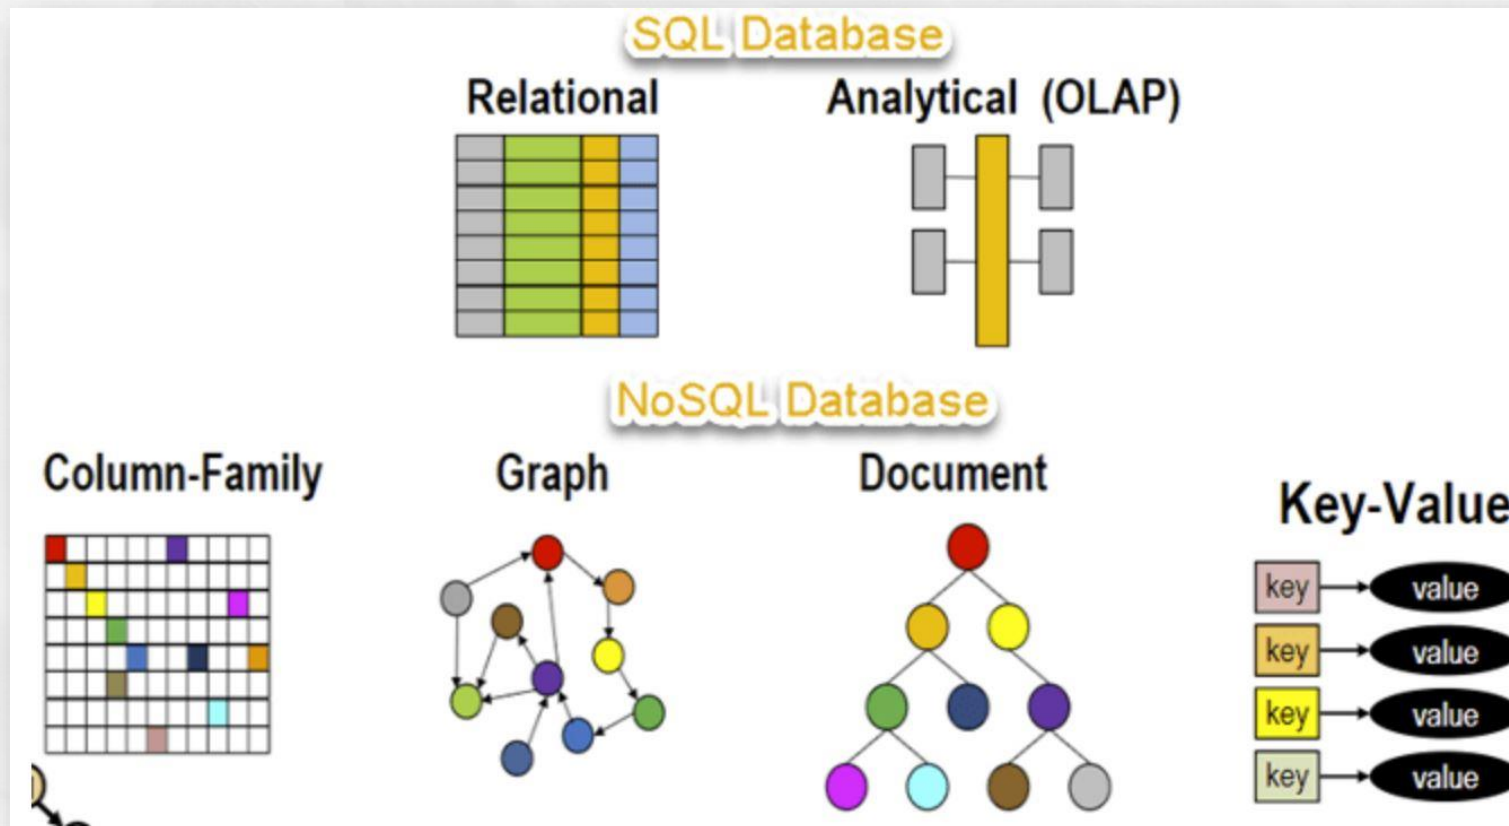 SQL Database
Relational
Analytical (OLAP)
NoSQL Database
Column-Family
Graph
Document
Key-Value
key
value
key
value
key
value
key
value